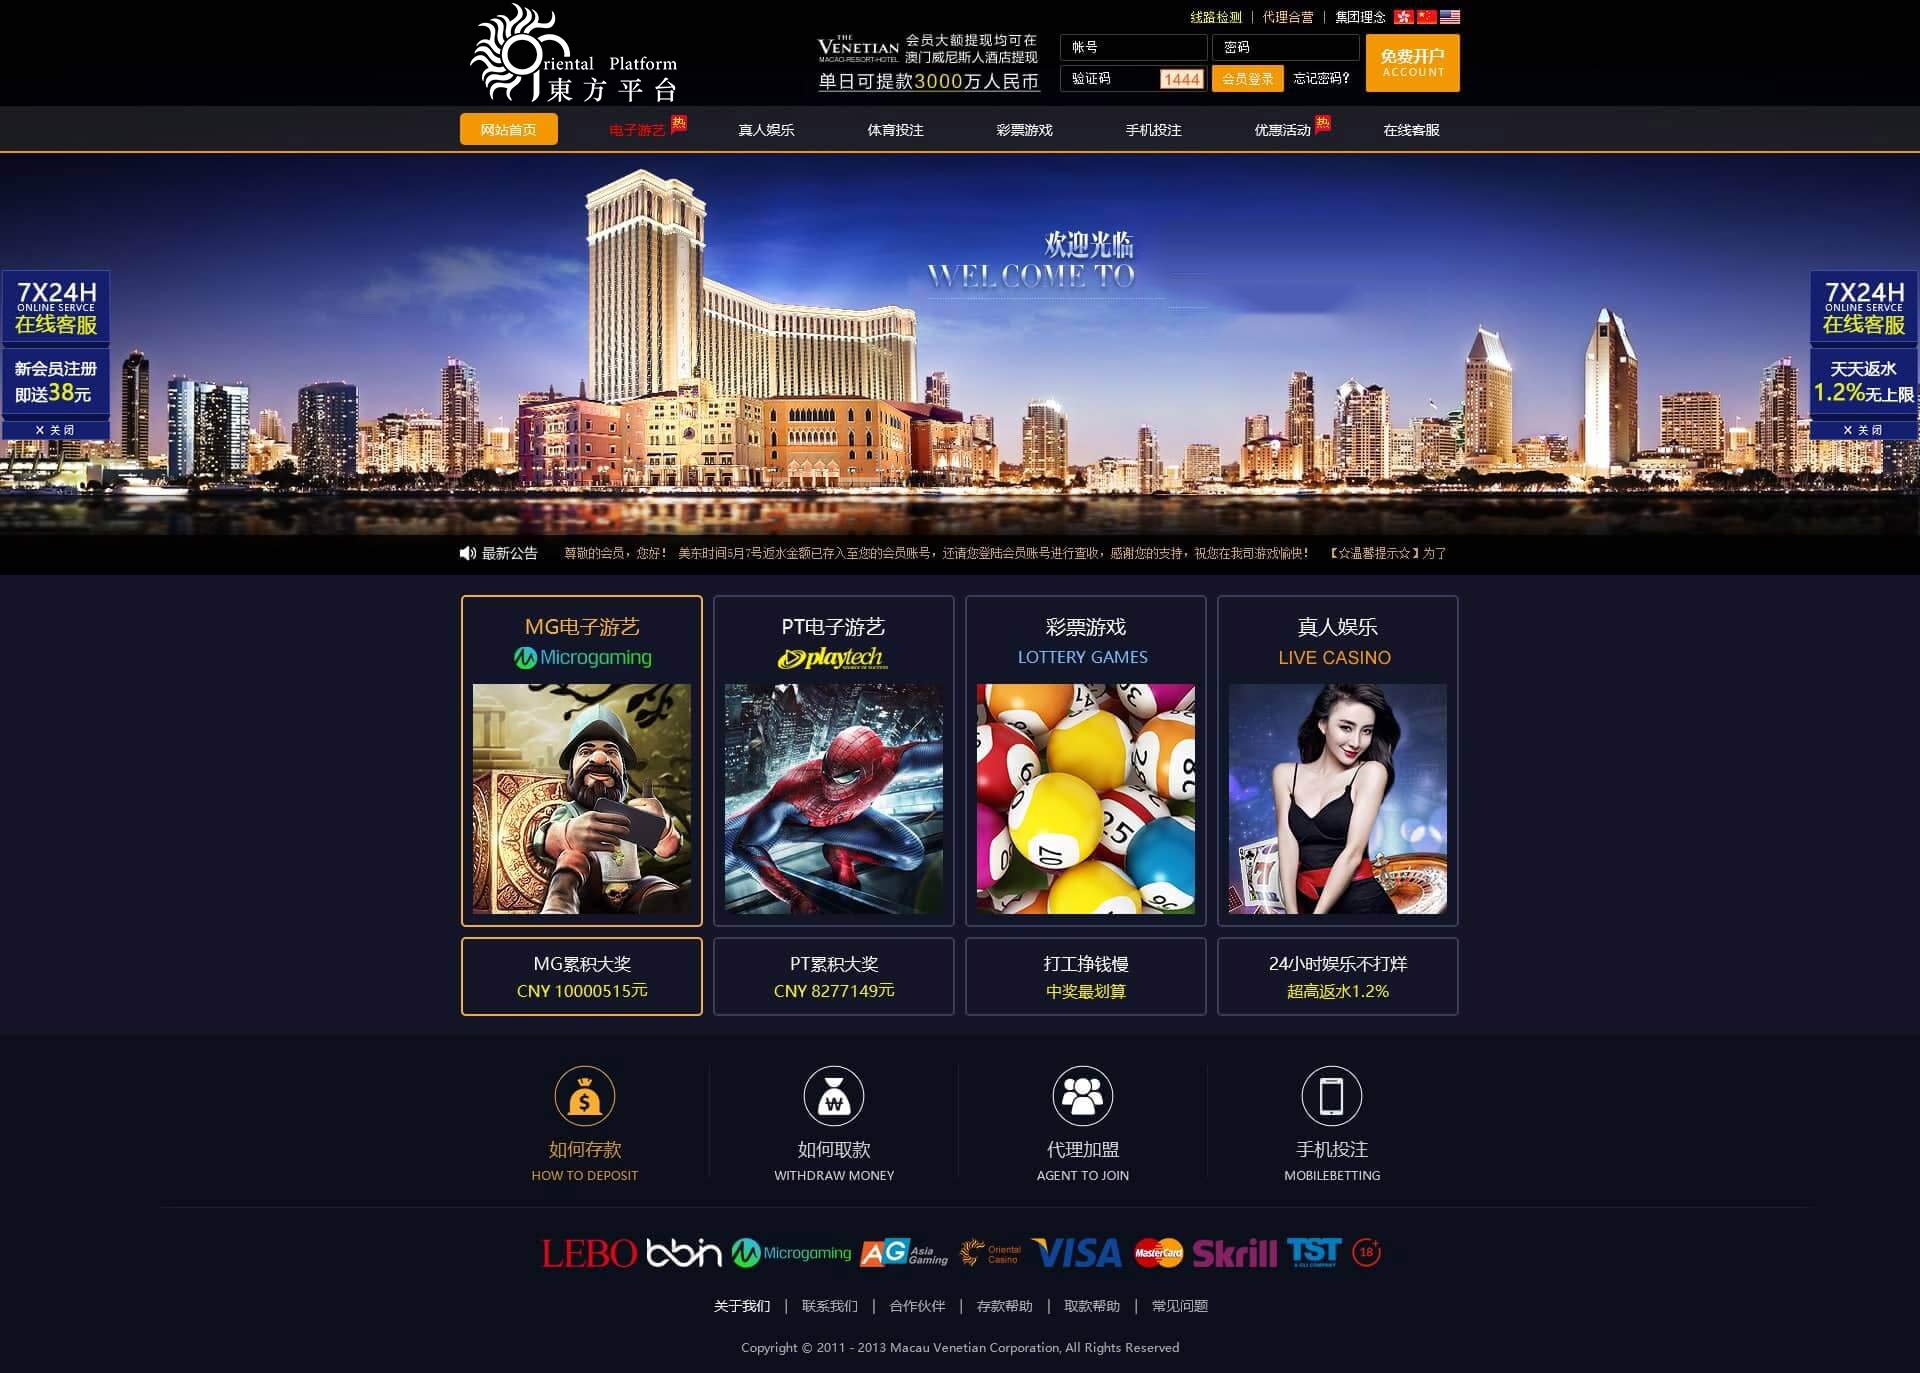 线路检测 | 代理合营 | 集团理念
Oriental Platform
東方平台
THE VENETIAN
MACAO-RESORT-HOTEL
会员大额提现均可在
澳门威尼斯人酒店提现
单日可提款3000万人民币
帐号
密码
验证码
1444
会员登录
忘记密码?
免费开户
ACCOUNT
网站首页
电子游艺
热
真人娱乐
体育投注
彩票游戏
手机投注
优惠活动
热
在线客服
欢迎光临
WELCOME TO
7X24H
ONLINE SERVCE
在线客服
新会员注册
即送38元
X 关闭
7X24H
ONLINE SERVCE
在线客服
天天返水
1.2%无上限
X 关闭
最新公告
尊敬的会员，您好！ 美东时间5月7号返水金额已存入至您的会员账号，还请您登陆会员账号进行查收，感谢您的支持，祝您在我司游戏愉快！ 【☆温馨提示☆】为了
MG电子游艺
Microgaming
PT电子游艺
playtech
SOURCE OF SUCCESS
彩票游戏
LOTTERY GAMES
真人娱乐
LIVE CASINO
MG累积大奖
CNY 10000515元
PT累积大奖
CNY 8277149元
打工挣钱慢
中奖最划算
24小时娱乐不打烊
超高返水1.2%
如何存款
HOW TO DEPOSIT
如何取款
WITHDRAW MONEY
代理加盟
AGENT TO JOIN
手机投注
MOBILEBETTING
LEBO bbin Microgaming AG Asia Gaming Oriental Casino VISA MasterCard Skrill TST A GLI COMPANY 18+
关于我们 | 联系我们 | 合作伙伴 | 存款帮助 | 取款帮助 | 常见问题
Copyright © 2011 - 2013 Macau Venetian Corporation, All Rights Reserved